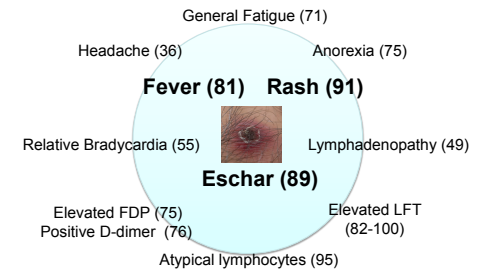 General Fatigue (71)
Headache (36)
Anorexia (75)
Fever (81)
Rash (91)
Relative Bradycardia (55)
Lymphadenopathy (49)
Eschar (89)
Elevated FDP (75)
Positive D-dimer (76)
Elevated LFT
(82-100)
Atypical lymphocytes (95)